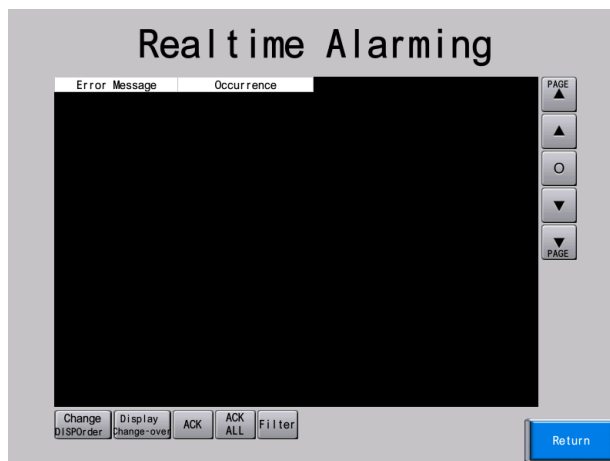 Realtime Alarming
Error Message Occurrence
PAGE
O
PAGE
Change
DISPOrder
Display
Change-over
ACK
ACK
ALL
Filter
Return